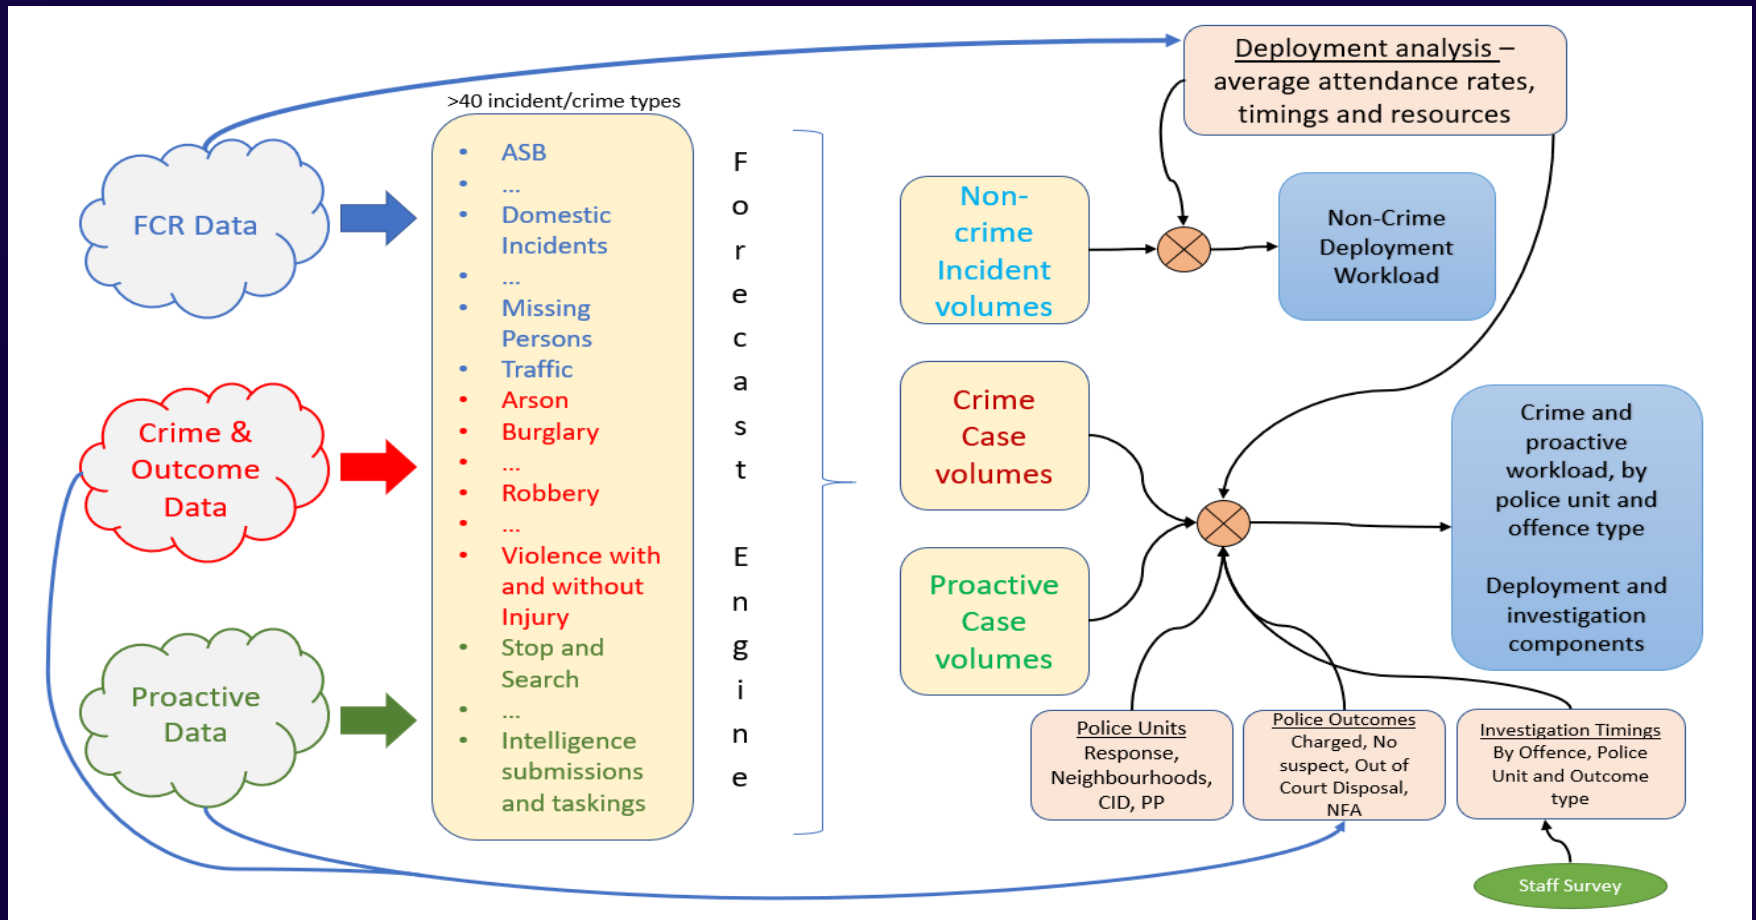 Deployment analysis –
average attendance rates,
timings and resources
>40 incident/crime types
FCR Data
• ASB
• ...
• Domestic
Incidents
• ...
• Missing
Persons
• Traffic
• Arson
• Burglary
• ...
• Robbery
• ...
• Violence with
and without
Injury
• Stop and
Search
• ...
• Intelligence
submissions
and taskings
Crime &
Outcome
Data
Proactive
Data
Forecast Engine
Non-
crime
Incident
volumes
Non-Crime
Deployment
Workload
Crime
Case
volumes
Proactive
Case
volumes
Crime and
proactive
workload, by
police unit and
offence type
Deployment and
investigation
components
Police Units
Response,
Neighbourhoods,
CID, PP
Police Outcomes
Charged, No
suspect, Out of
Court Disposal,
NFA
Investigation Timings
By Offence, Police
Unit and Outcome
type
Staff Survey